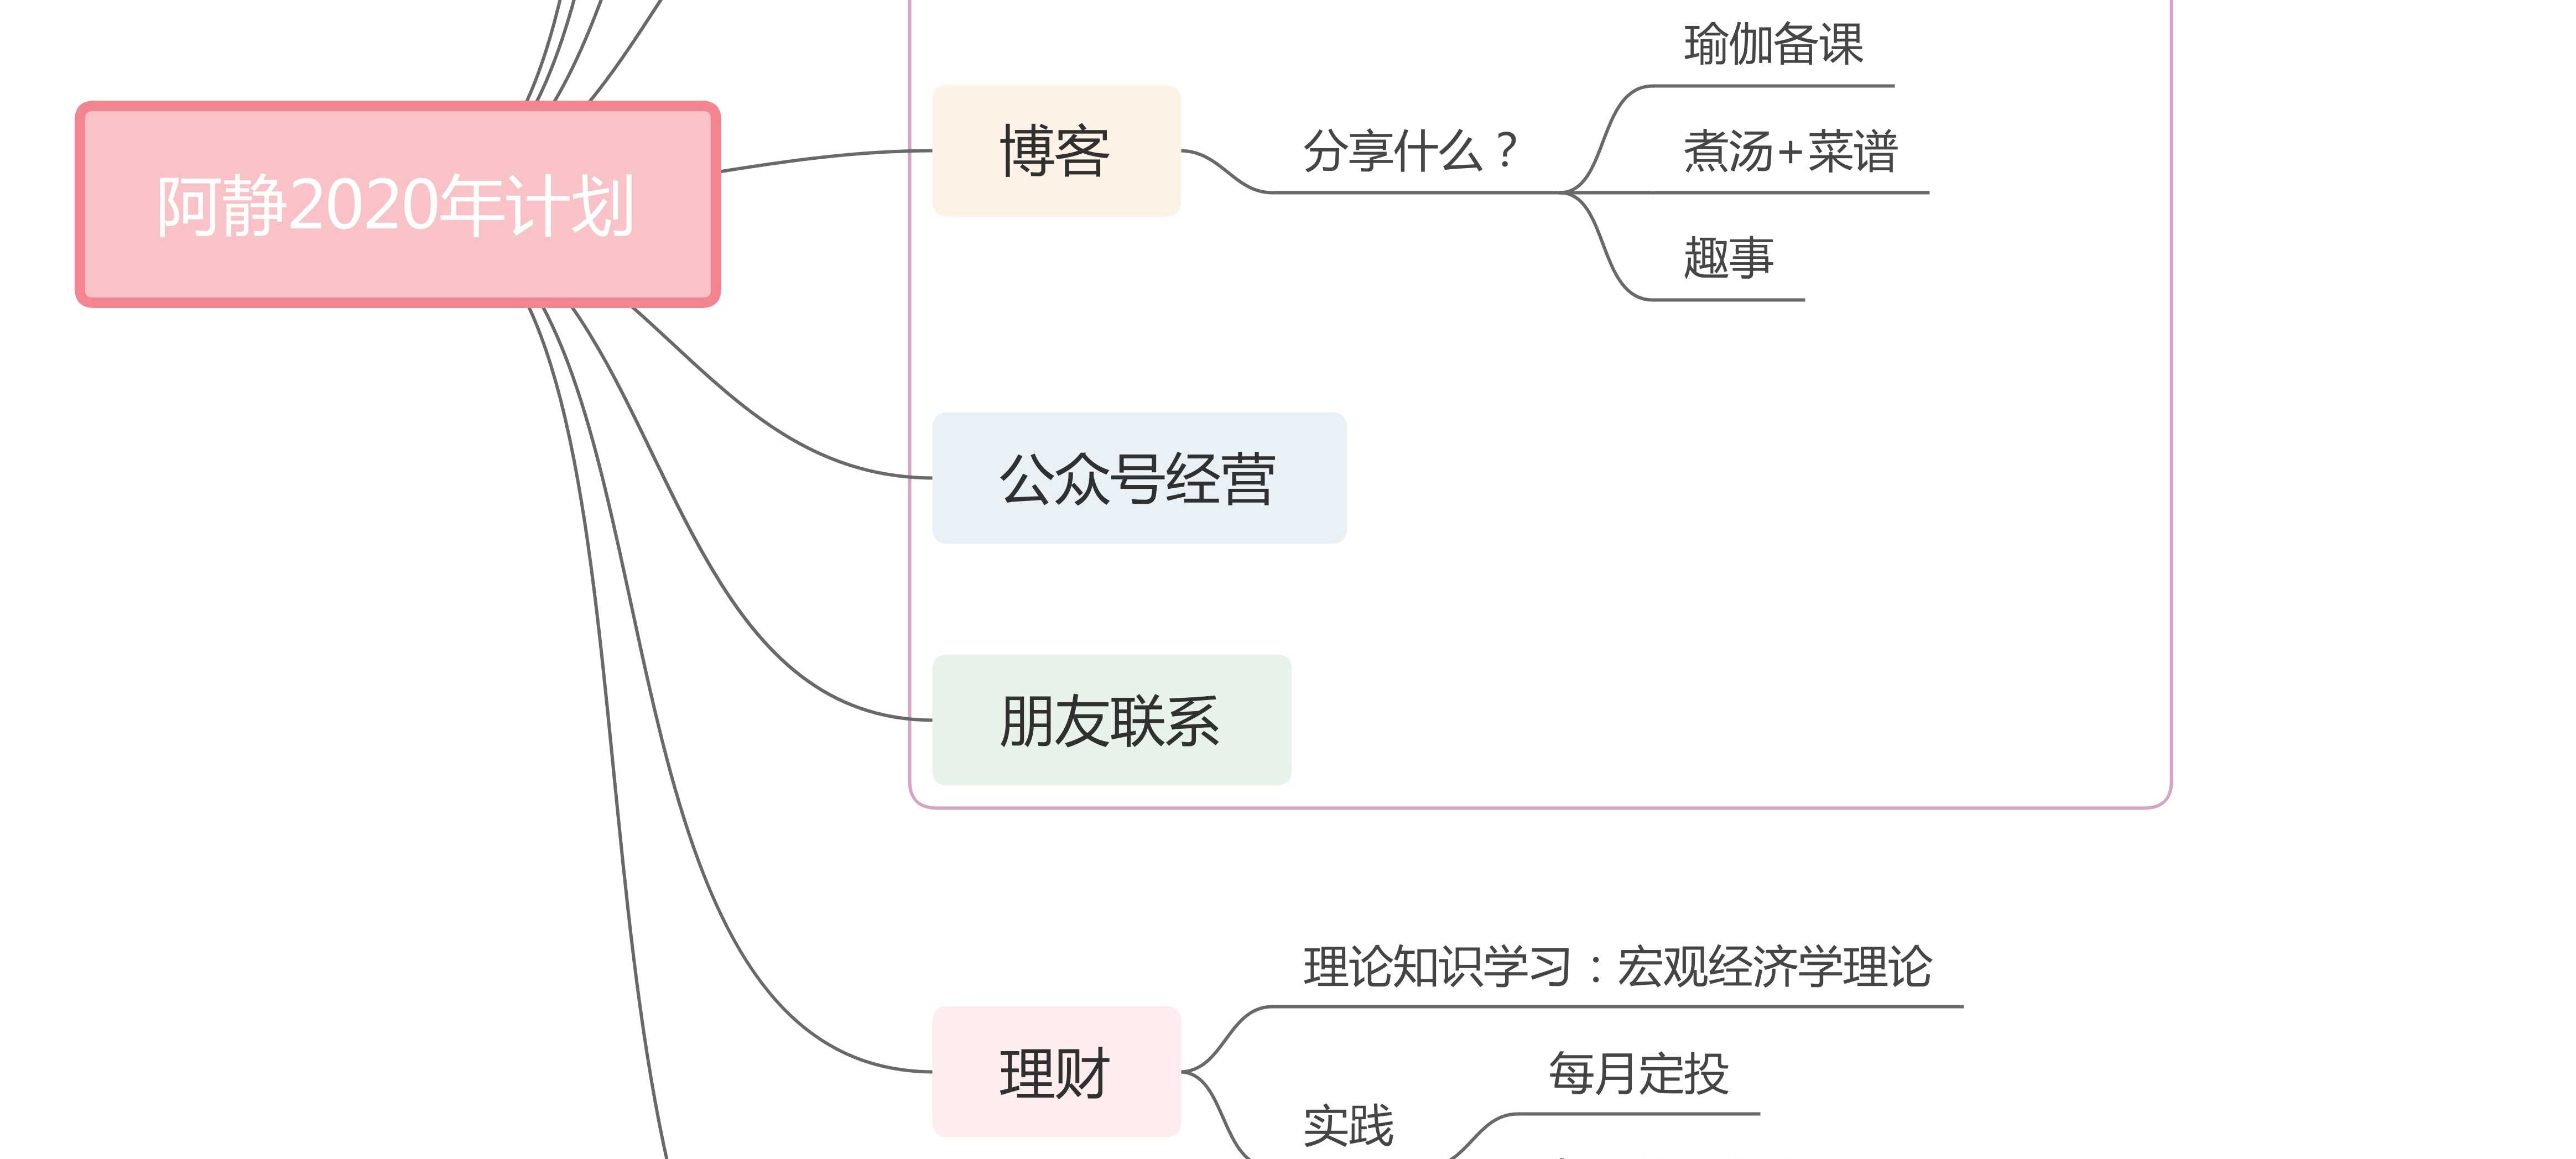 阿静2020年计划
博客
分享什么？
瑜伽备课
煮汤+菜谱
趣事
公众号经营
朋友联系
理财
理论知识学习：宏观经济学理论
实践
每月定投